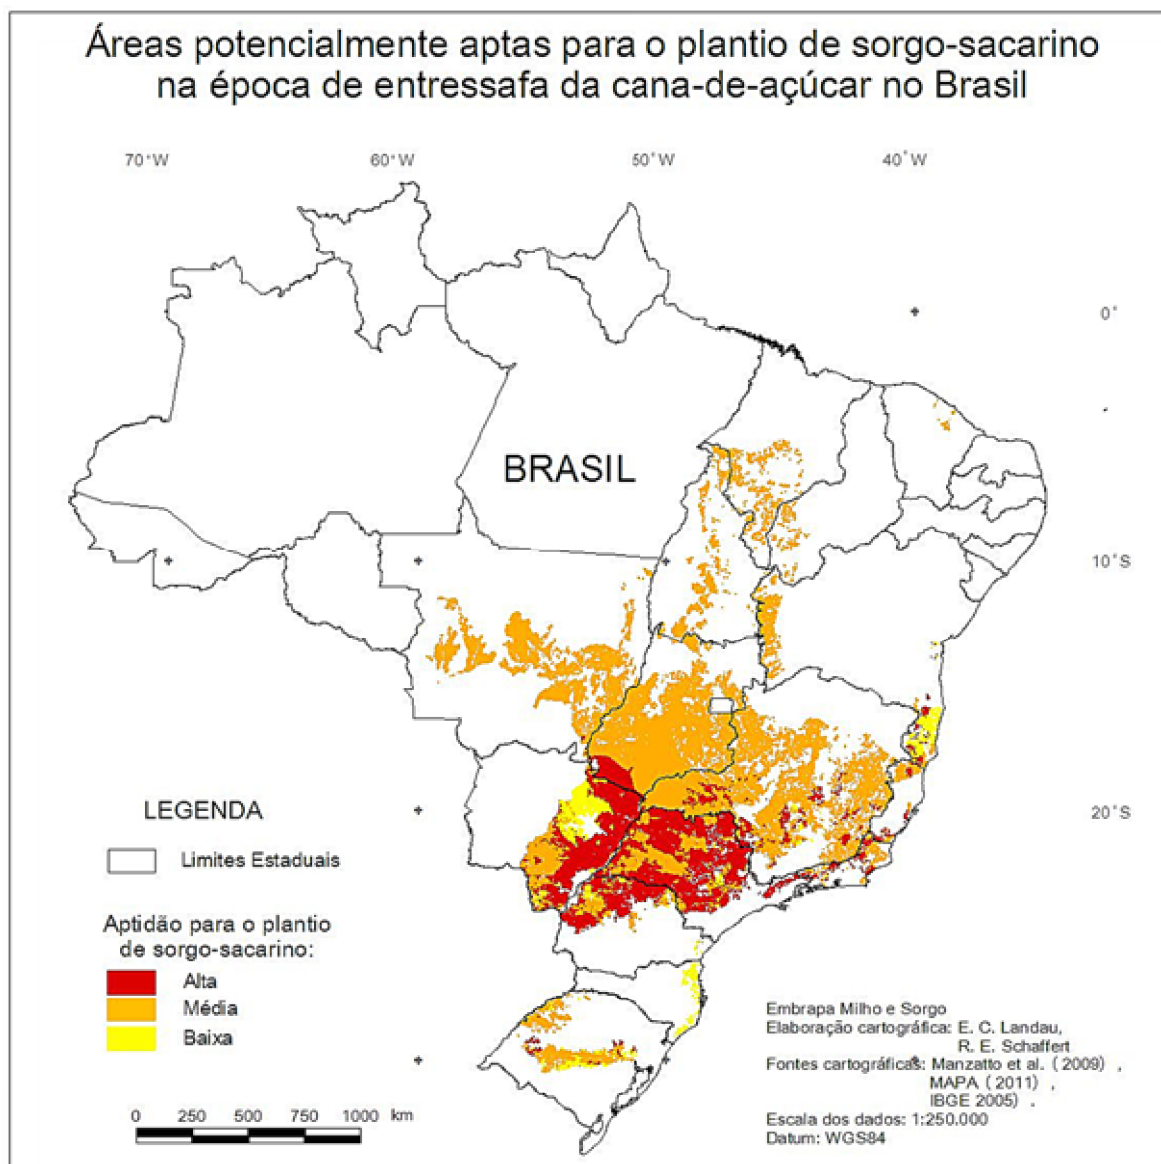 Áreas potencialmente aptas para o plantio de sorgo-sacarino
na época de entressafa da cana-de-açúcar no Brasil
70°W 60°W 50°W 40°W
0°
BRASIL
10°S
20°S
LEGENDA
Limites Estaduais
Aptidão para o plantio
de sorgo-sacarino:
Alta
Média
Baixa
0 250 500 750 1000 km
Embrapa Milho e Sorgo
Elaboração cartográfica: E. C. Landau,
R. E. Schaffert
Fontes cartográficas: Manzatto et al. (2009) ,
MAPA (2011) ,
IBGE 2005) .
Escala dos dados: 1:250.000
Datum: WGS84